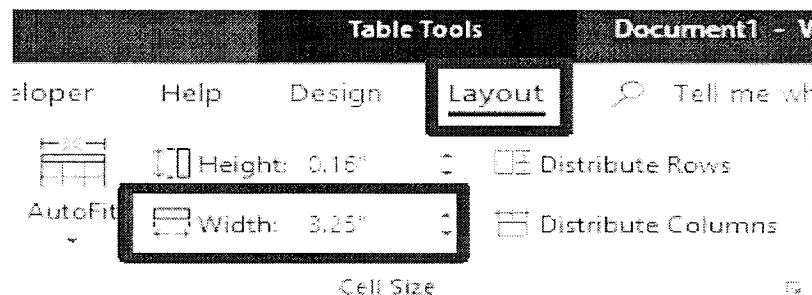 Table Tools Document1 -
eloper Help Design Layout Tell me wh
Height: 0.16" Distribute Rows
AutoFit Width: 3.25" Distribute Columns
Cell Size